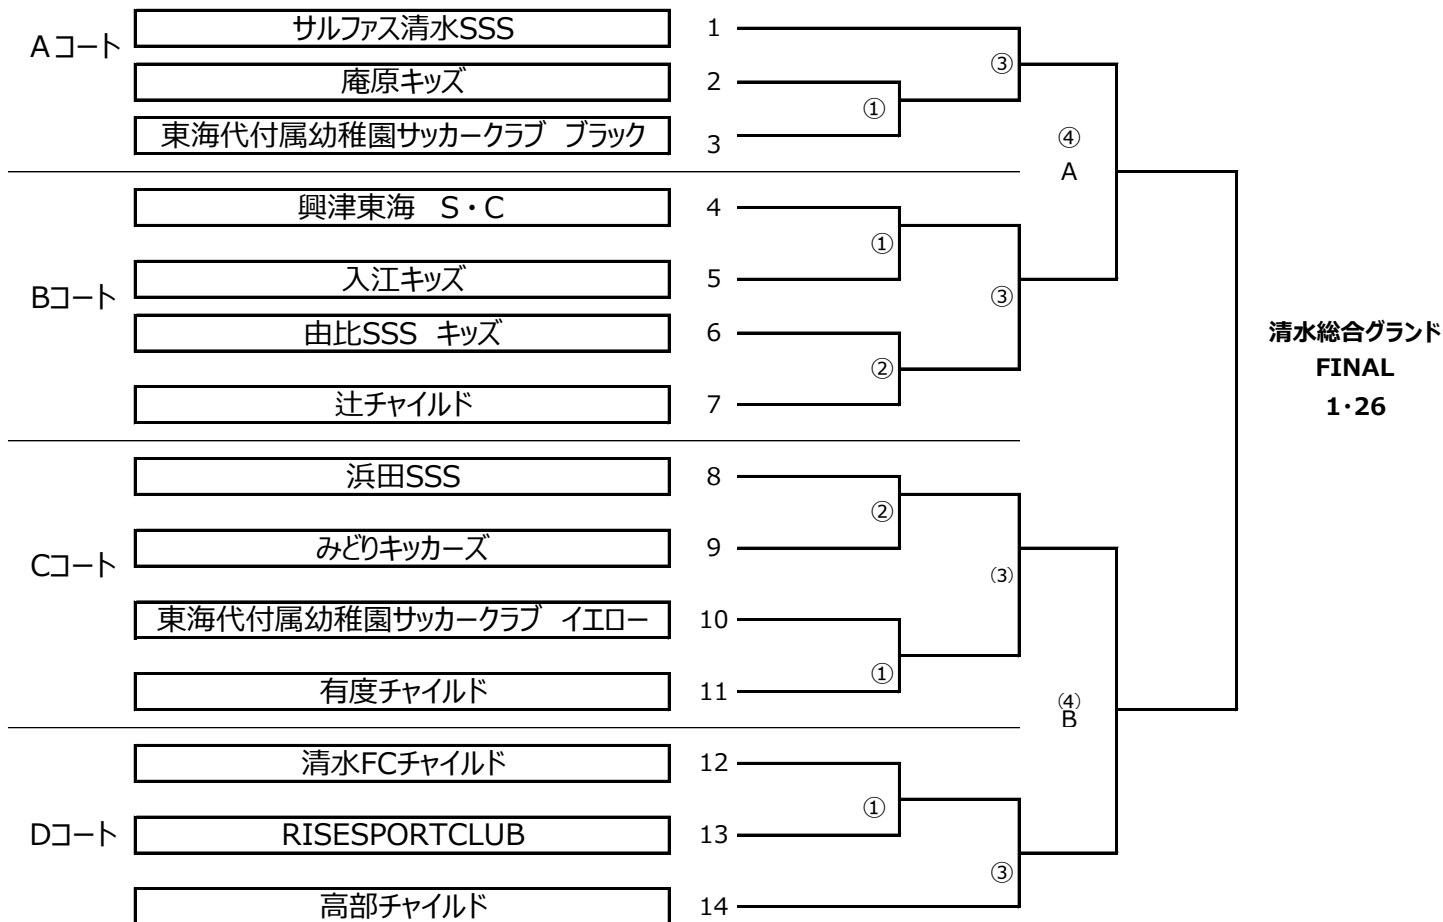 Aコート
サルファス清水SSS 1
庵原キッズ 2
東海代付属幼稚園サッカークラブ ブラック 3
①
③
④
A
Bコート
興津東海 S・C 4
入江キッズ 5
由比SSS キッズ 6
辻チャイルド 7
①
②
③
清水総合グランド
FINAL
1・26
Cコート
浜田SSS 8
みどりキッカーズ 9
東海代付属幼稚園サッカークラブ イエロー 10
有度チャイルド 11
②
①
(3)
(4)
B
Dコート
清水FCチャイルド 12
RISESPORTCLUB 13
高部チャイルド 14
①
③